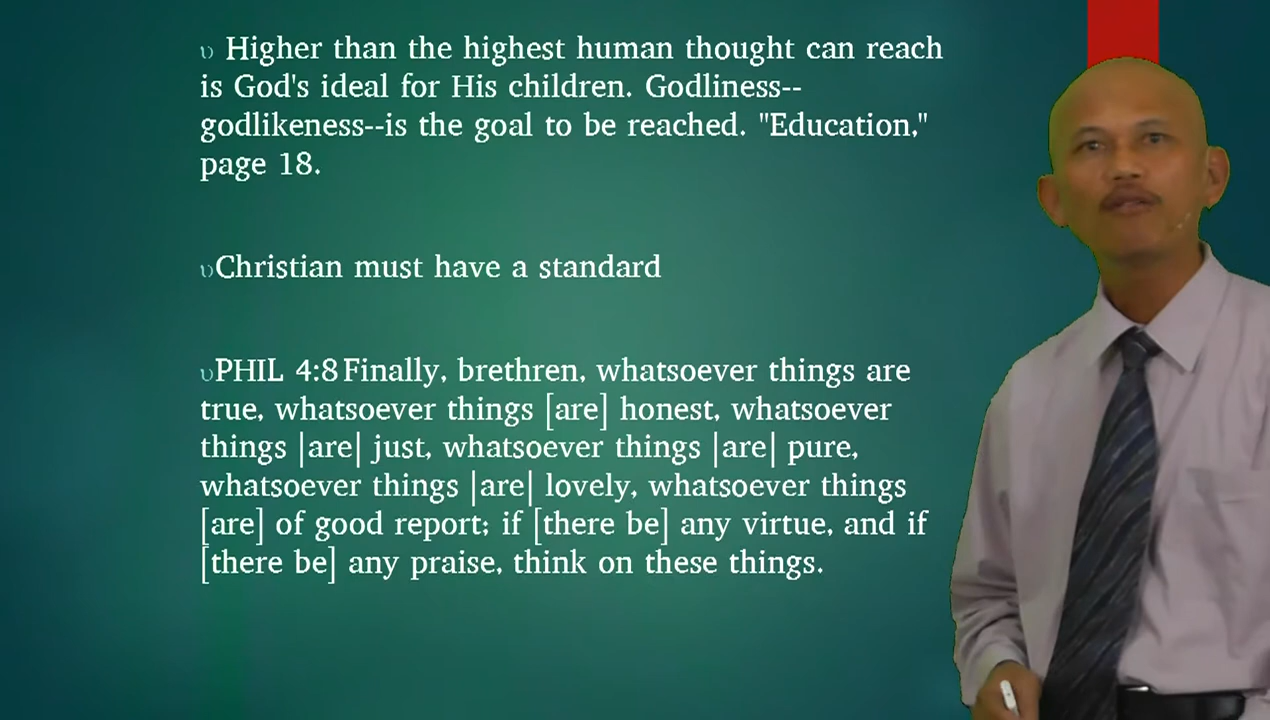 υ Higher than the highest human thought can reach
is God's ideal for His children. Godliness--
godlikeness--is the goal to be reached. "Education,"
page 18.
υChristian must have a standard
υPHIL 4:8 Finally, brethren, whatsoever things are
true, whatsoever things [are] honest, whatsoever
things [are] just, whatsoever things [are] pure,
whatsoever things [are] lovely, whatsoever things
[are] of good report; if [there be] any virtue, and if
[there be] any praise, think on these things.